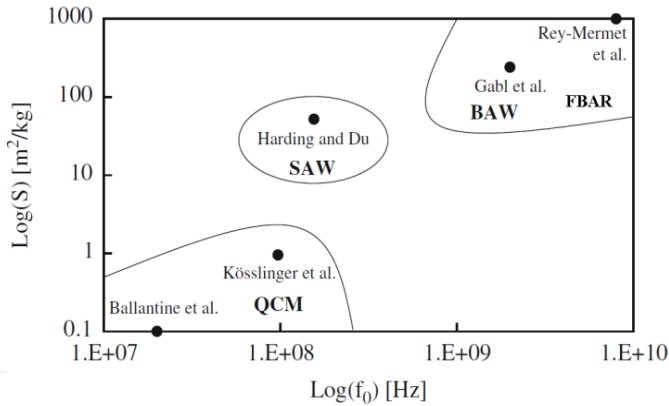 1000
Rey-Mermet
et al.
Gabl et al.
100
BAW
FBAR
Harding and Du
SAW
10
Log(S) [m²/kg]
1
Kösslinger et al.
Ballantine et al.
QCM
0.1
1.E+07
1.E+08
1.E+09
1.E+10
Log(f₀) [Hz]